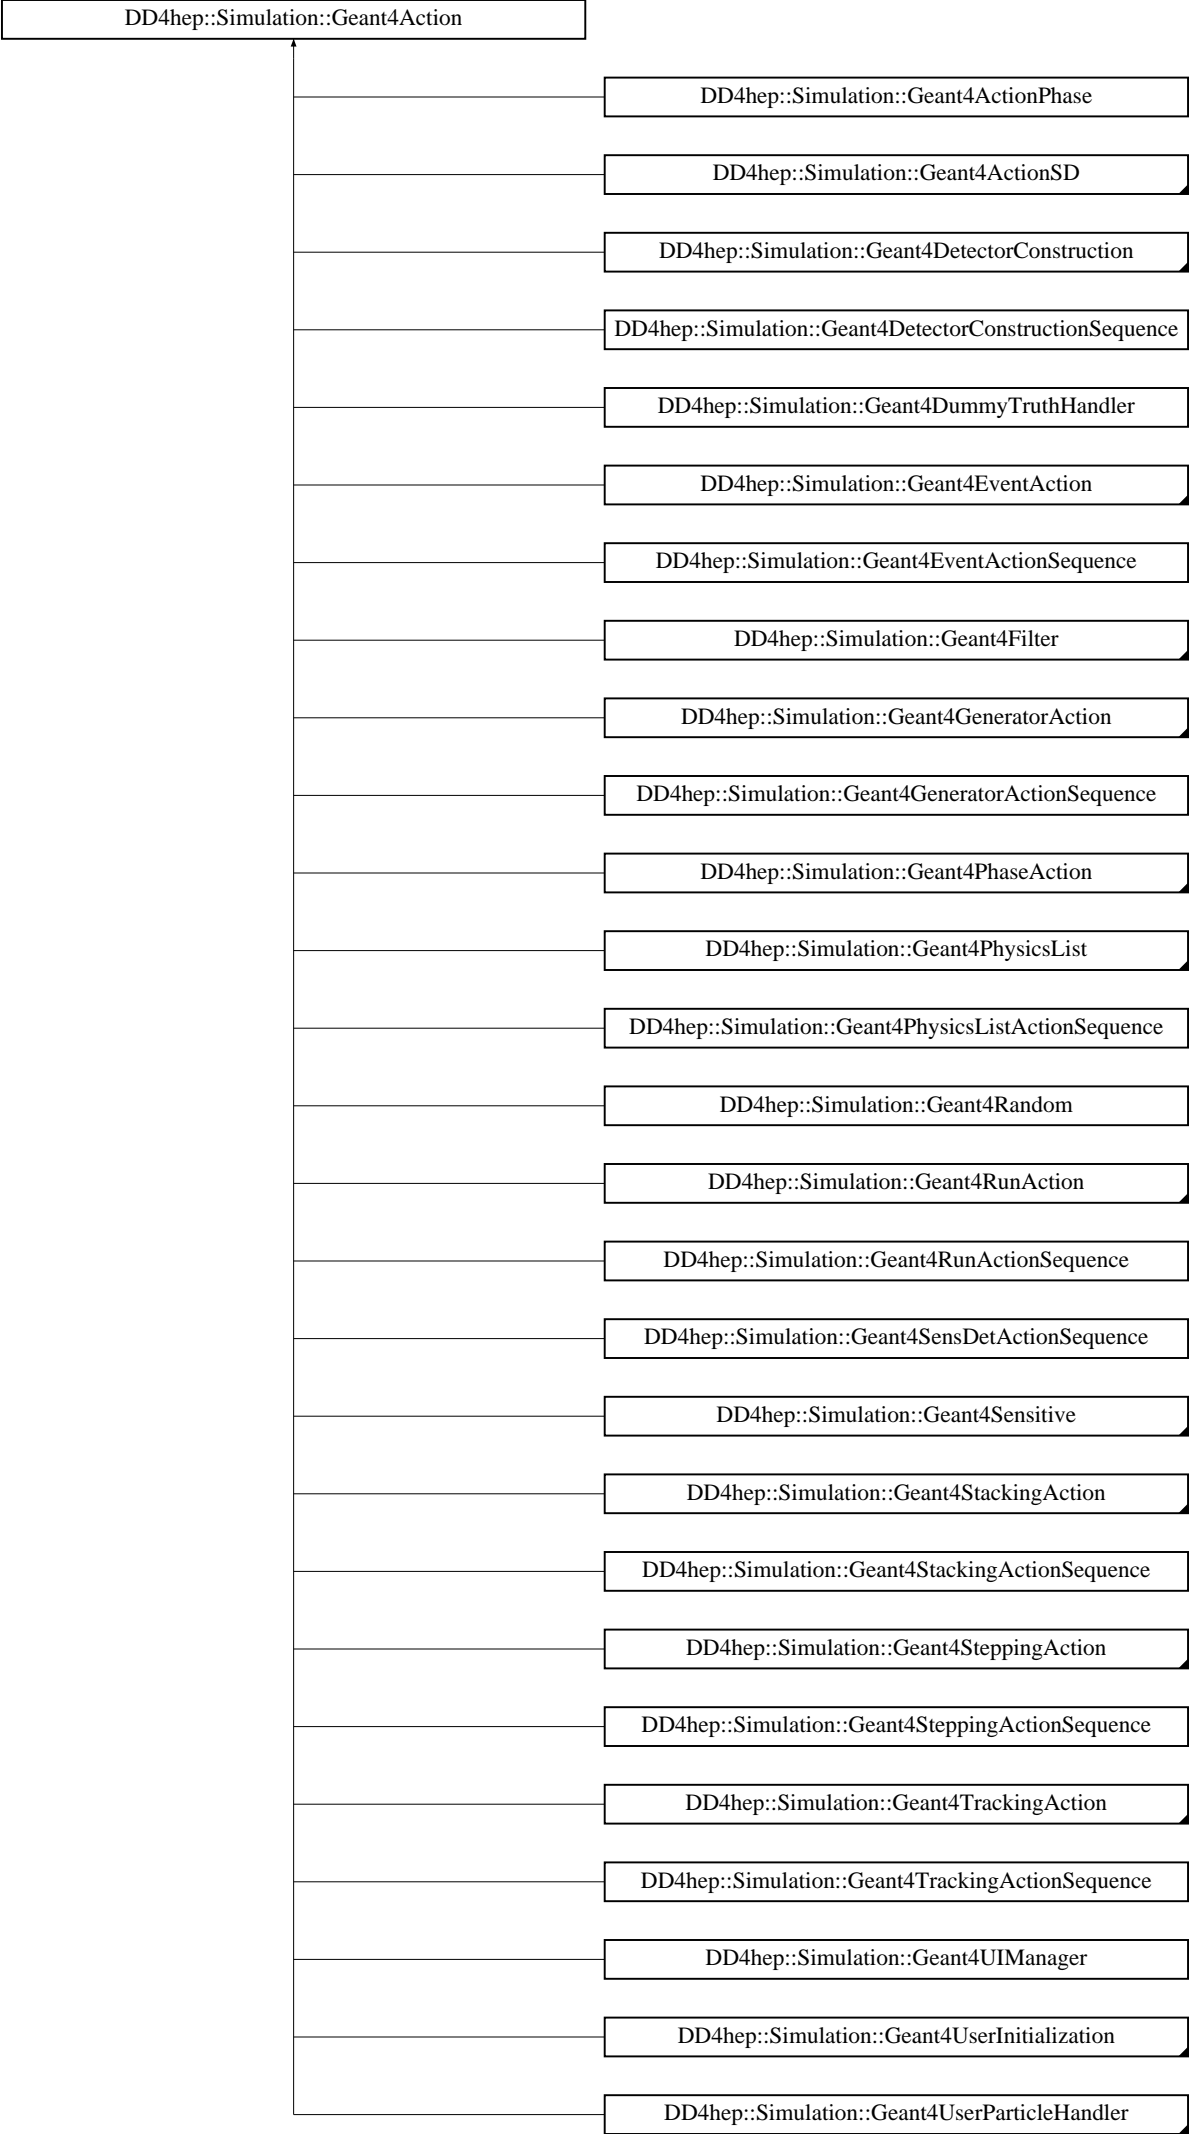 DD4hep::Simulation::Geant4Action
DD4hep::Simulation::Geant4ActionPhase
DD4hep::Simulation::Geant4ActionSD
DD4hep::Simulation::Geant4DetectorConstruction
DD4hep::Simulation::Geant4DetectorConstructionSequence
DD4hep::Simulation::Geant4DummyTruthHandler
DD4hep::Simulation::Geant4EventAction
DD4hep::Simulation::Geant4EventActionSequence
DD4hep::Simulation::Geant4Filter
DD4hep::Simulation::Geant4GeneratorAction
DD4hep::Simulation::Geant4GeneratorActionSequence
DD4hep::Simulation::Geant4PhaseAction
DD4hep::Simulation::Geant4PhysicsList
DD4hep::Simulation::Geant4PhysicsListActionSequence
DD4hep::Simulation::Geant4Random
DD4hep::Simulation::Geant4RunAction
DD4hep::Simulation::Geant4RunActionSequence
DD4hep::Simulation::Geant4SensDetActionSequence
DD4hep::Simulation::Geant4Sensitive
DD4hep::Simulation::Geant4StackingAction
DD4hep::Simulation::Geant4StackingActionSequence
DD4hep::Simulation::Geant4SteppingAction
DD4hep::Simulation::Geant4SteppingActionSequence
DD4hep::Simulation::Geant4TrackingAction
DD4hep::Simulation::Geant4TrackingActionSequence
DD4hep::Simulation::Geant4UIManager
DD4hep::Simulation::Geant4UserInitialization
DD4hep::Simulation::Geant4UserParticleHandler